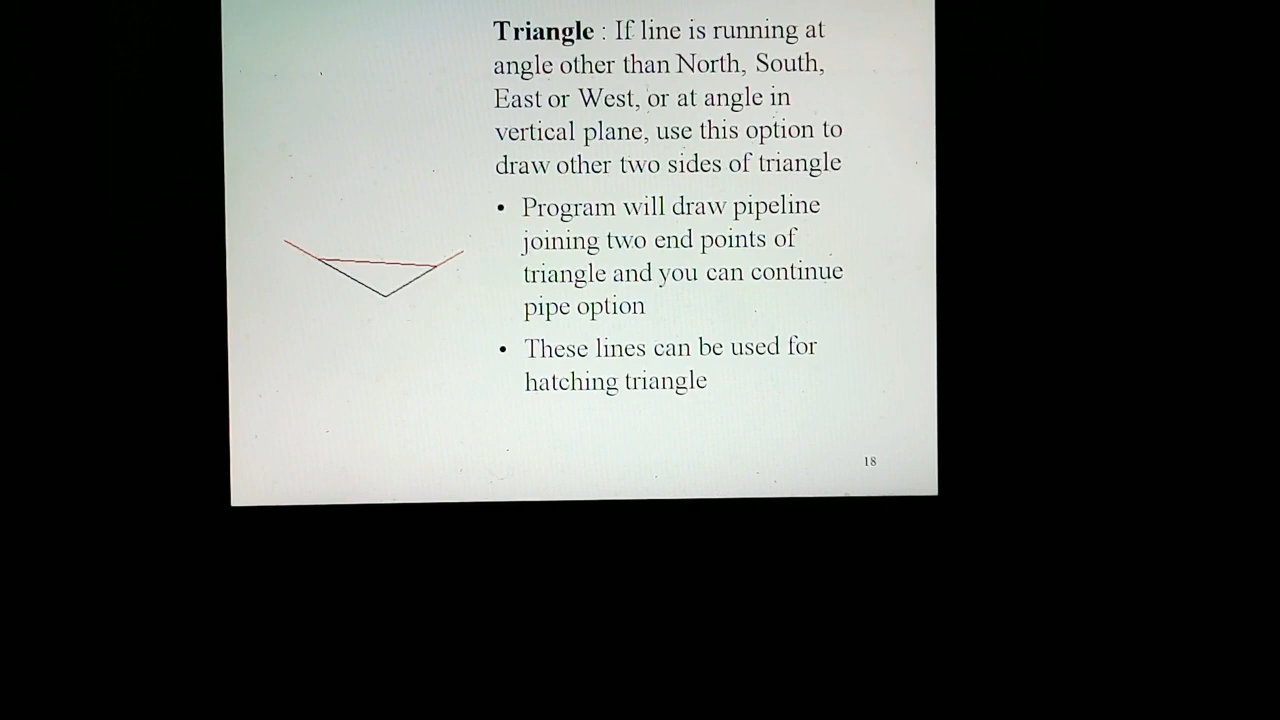 Triangle : If line is running at
angle other than North, South,
East or West, or at angle in
vertical plane, use this option to
draw other two sides of triangle
• Program will draw pipeline
joining two end points of
triangle and you can continue
pipe option
• These lines can be used for
hatching triangle
18